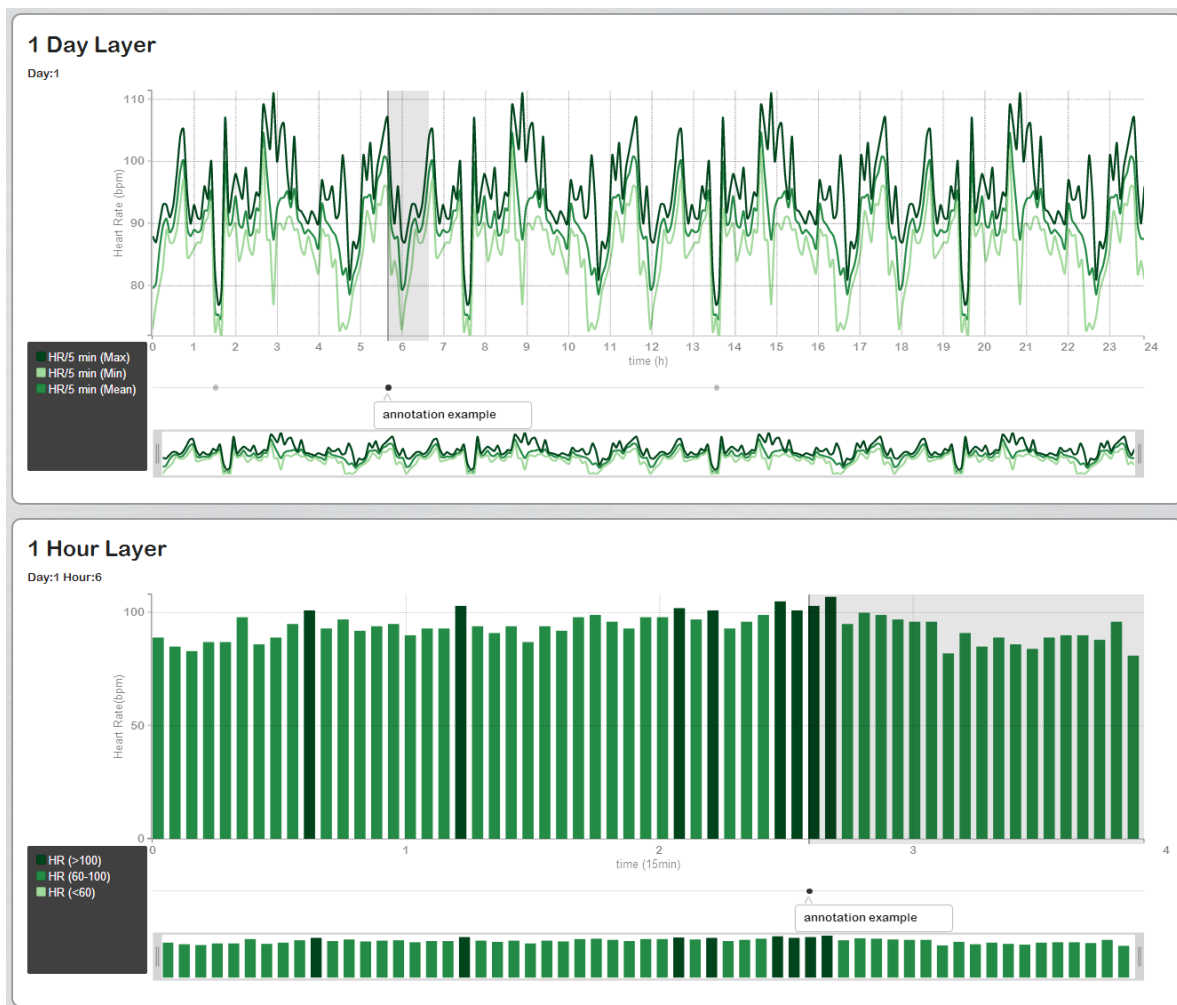 1 Day Layer
Day:1
110
100
90
80
Heart Rate (bpm)
0 1 2 3 4 5 6 7 8 9 10 11 12 13 14 15 16 17 18 19 20 21 22 23 24
time (h)
HR/5 min (Max)
HR/5 min (Min)
HR/5 min (Mean)
annotation example
1 Hour Layer
Day:1 Hour:6
100
50
0
Heart Rate(bpm)
0 1 2 3 4
time (15min)
HR (>100)
HR (60-100)
HR (<60)
annotation example